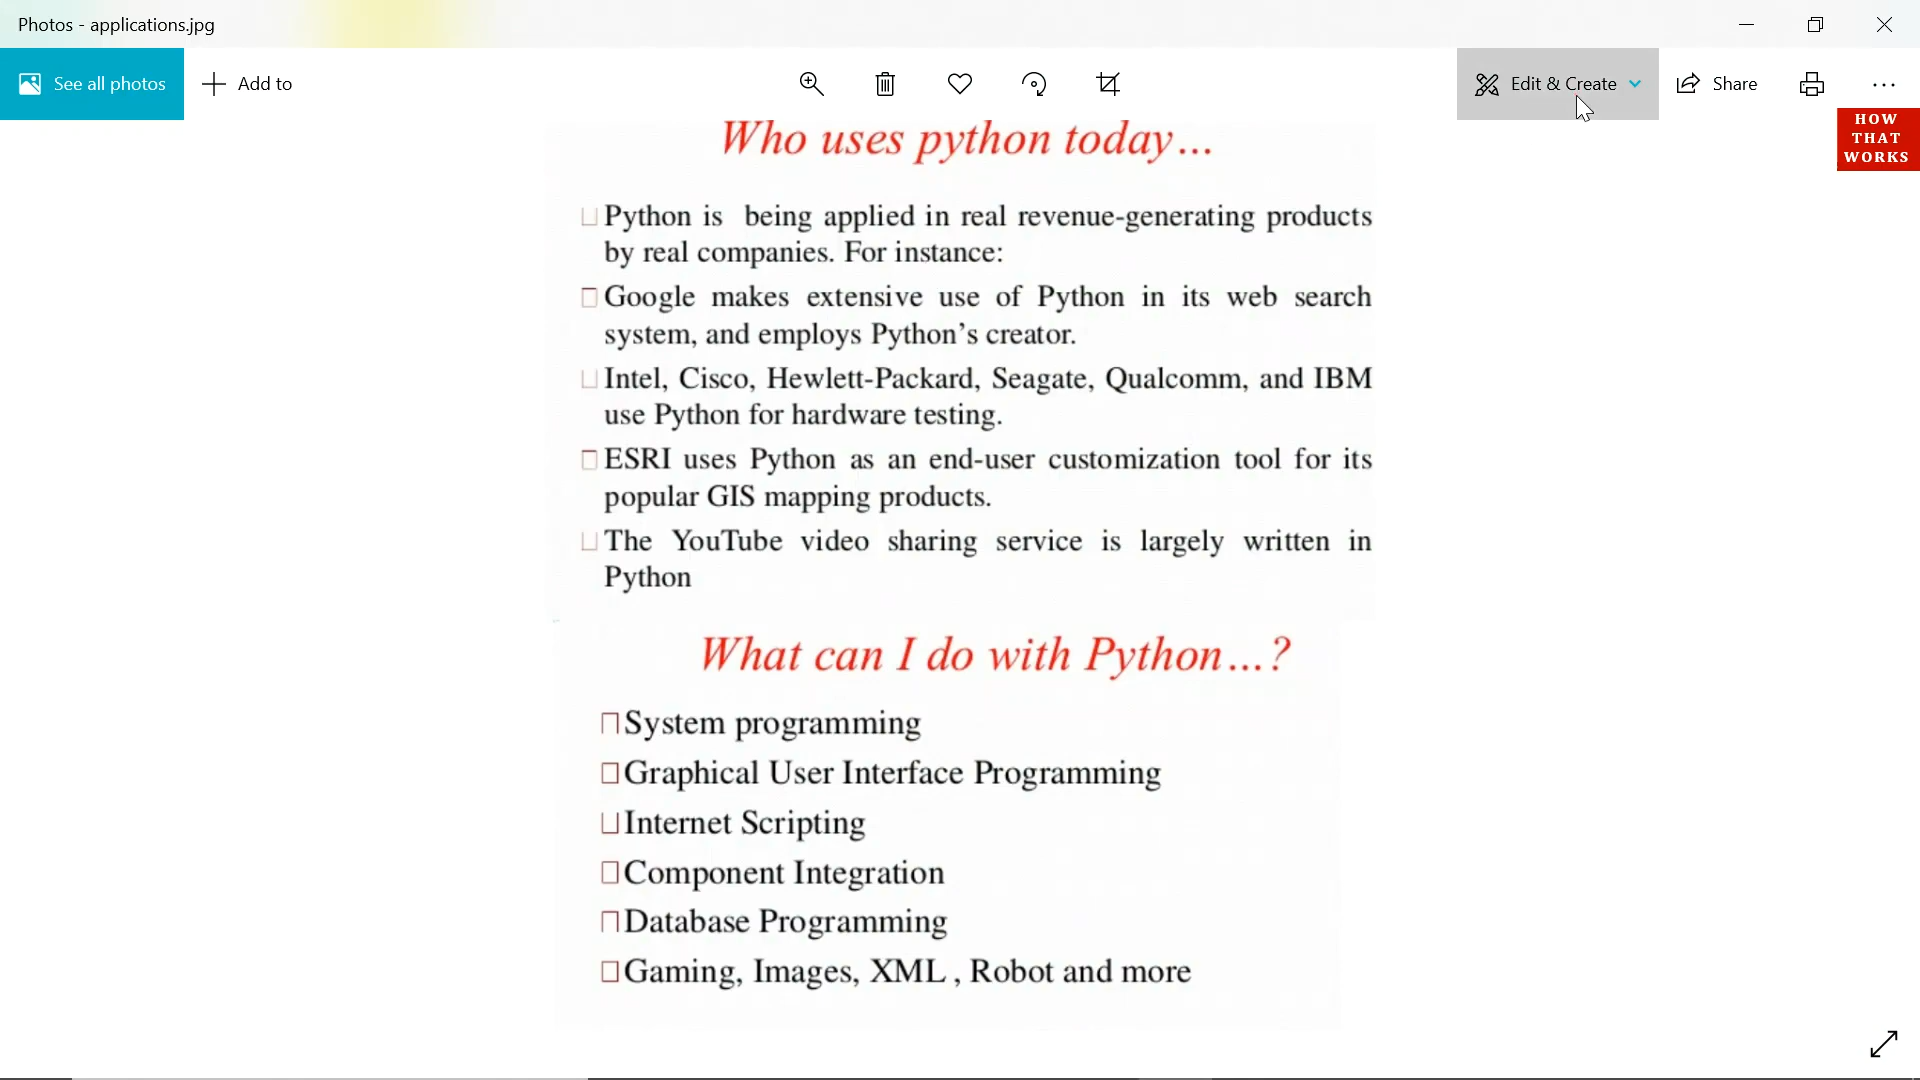 Photos - applications.jpg
See all photos
Add to
Edit & Create
Share
HOW
THAT
WORKS
Who uses python today...
Python is being applied in real revenue-generating products
by real companies. For instance:
Google makes extensive use of Python in its web search
system, and employs Python’s creator.
Intel, Cisco, Hewlett-Packard, Seagate, Qualcomm, and IBM
use Python for hardware testing.
ESRI uses Python as an end-user customization tool for its
popular GIS mapping products.
The YouTube video sharing service is largely written in
Python
What can I do with Python...?
System programming
Graphical User Interface Programming
Internet Scripting
Component Integration
Database Programming
Gaming, Images, XML , Robot and more